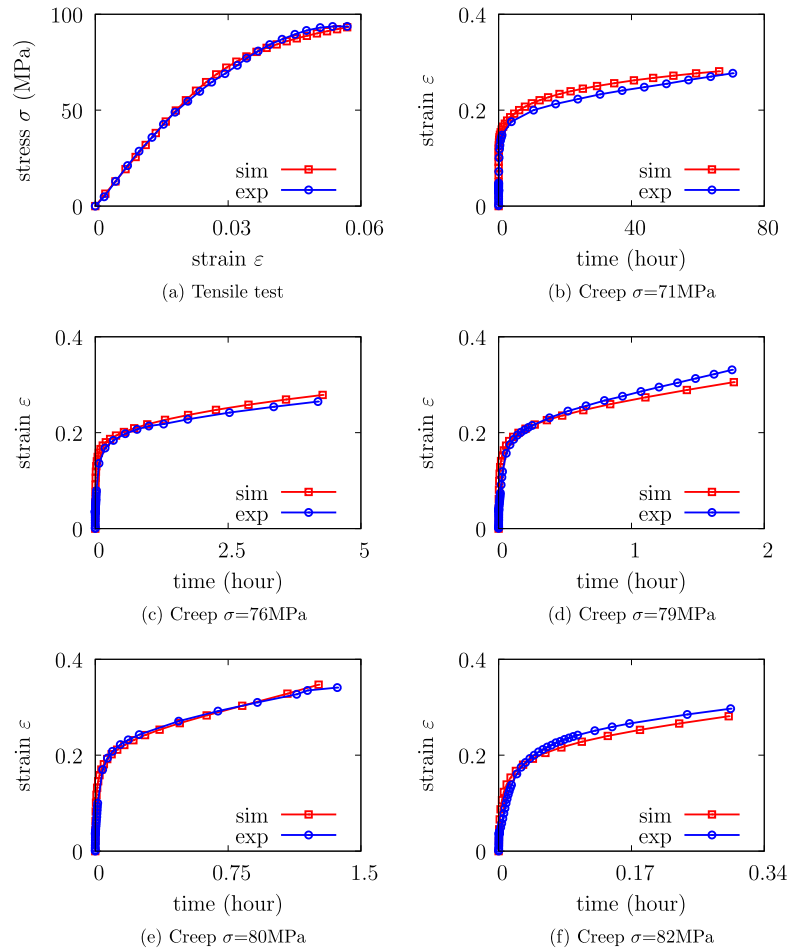 100
50
0
stress σ (MPa)
sim
exp
0
0.03
0.06
strain ε
(a) Tensile test
0.4
0.2
0
strain ε
sim
exp
0
40
80
time (hour)
(b) Creep σ=71MPa
0.4
0.2
0
strain ε
sim
exp
0
2.5
5
time (hour)
(c) Creep σ=76MPa
0.4
0.2
0
strain ε
sim
exp
0
1
2
time (hour)
(d) Creep σ=79MPa
0.4
0.2
0
strain ε
sim
exp
0
0.75
1.5
time (hour)
(e) Creep σ=80MPa
0.4
0.2
0
strain ε
sim
exp
0
0.17
0.34
time (hour)
(f) Creep σ=82MPa